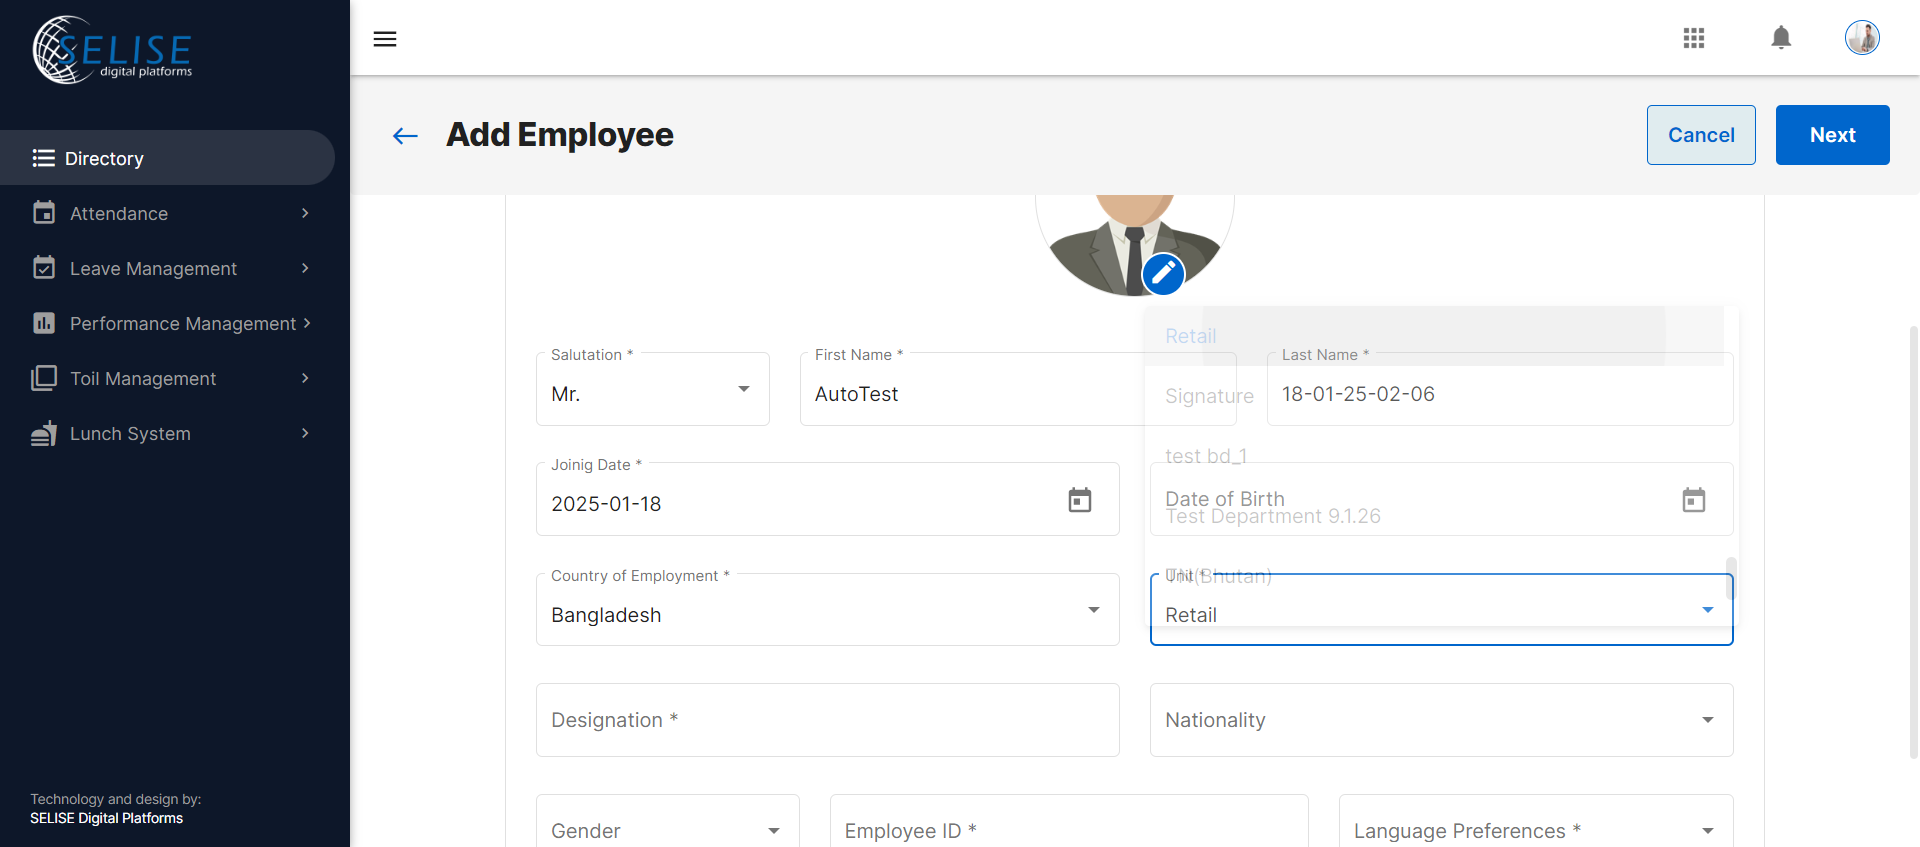 SELISE
digital platforms
Directory
Attendance
Leave Management
Performance Management
Toil Management
Lunch System
Technology and design by:
SELISE Digital Platforms
Add Employee
Cancel
Next
Salutation *
Mr.
First Name *
AutoTest
Last Name *
18-01-25-02-06
Retail
Signature
test bd_1
Test Department 9.1.26
Joinig Date *
2025-01-18
Date of Birth
Country of Employment *
Bangladesh
Unit *
(Bhutan)
Retail
Designation *
Nationality
Gender
Employee ID *
Language Preferences *